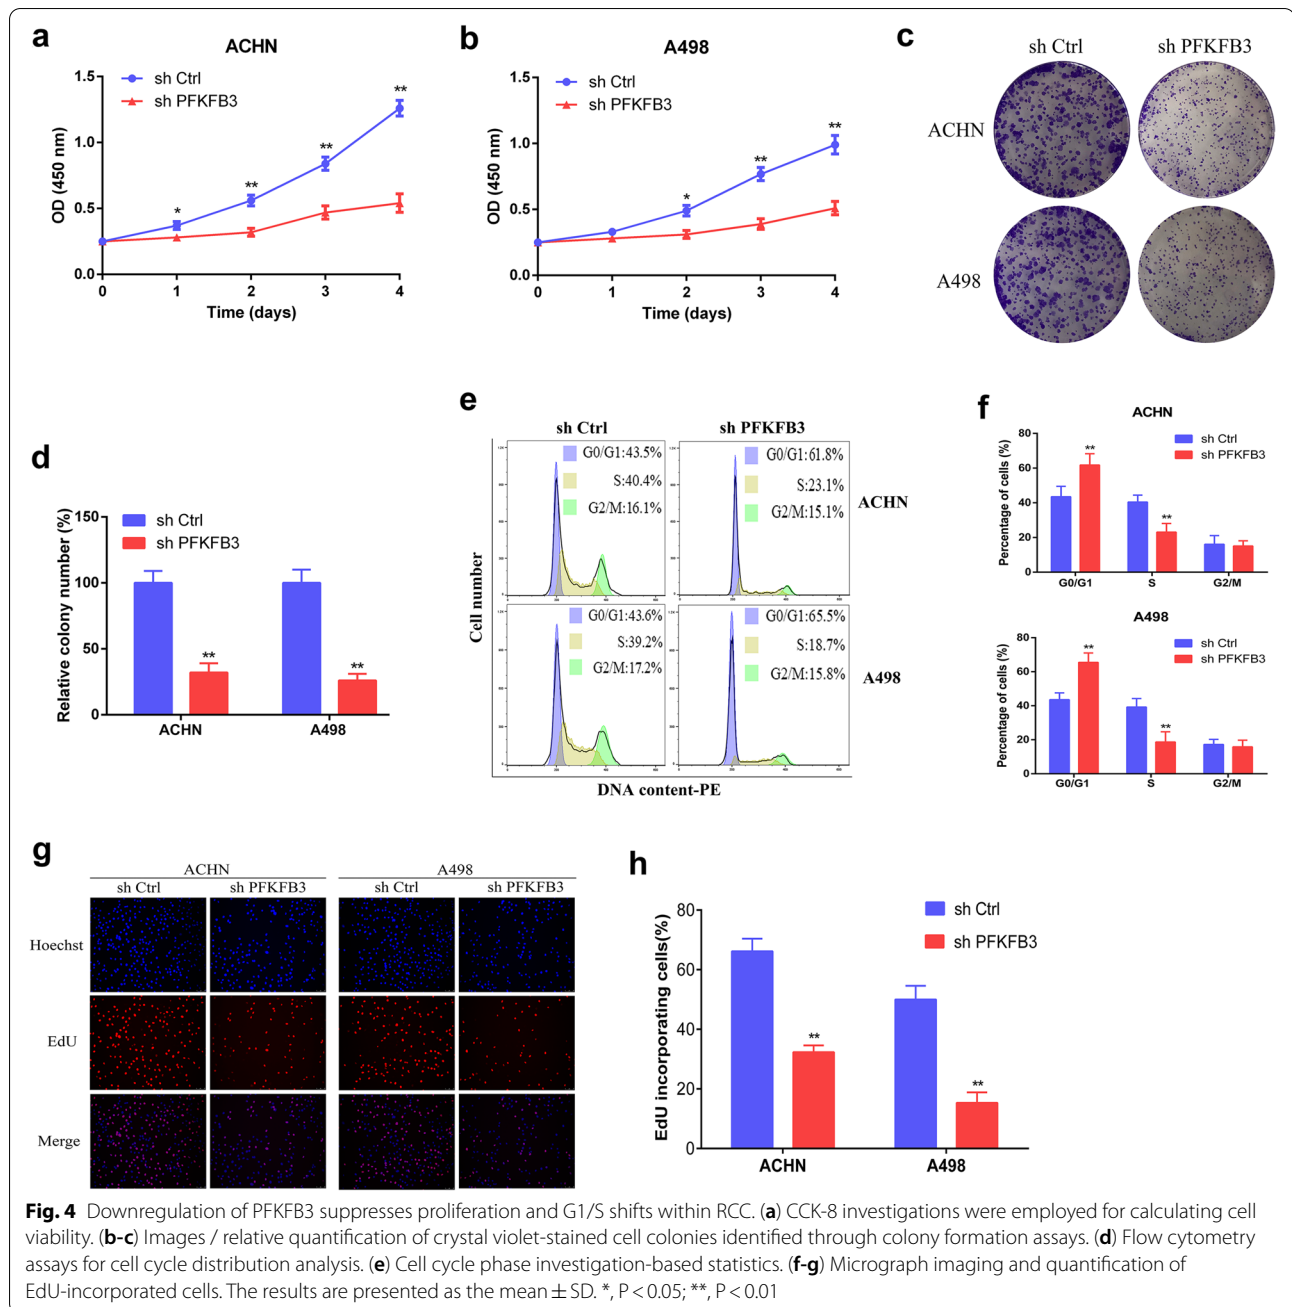 a
ACHN
sh Ctrl
sh PFKFB3
OD (450 nm)
1.5
1.0
0.5
0.0
*
**
**
**
0 1 2 3 4
Time (days)
b
A498
sh Ctrl
sh PFKFB3
OD (450 nm)
1.5
1.0
0.5
0.0
*
**
**
0 1 2 3 4
Time (days)
c
sh Ctrl sh PFKFB3
ACHN
A498
d
Relative colony number (%)
150
100
50
0
sh Ctrl
sh PFKFB3
**
**
ACHN A498
e
sh Ctrl sh PFKFB3
Cell number
G0/G1:43.5%
S:40.4%
G2/M:16.1%
G0/G1:61.8%
S:23.1%
G2/M:15.1%
ACHN
G0/G1:43.6%
S:39.2%
G2/M:17.2%
G0/G1:65.5%
S:18.7%
G2/M:15.8%
A498
DNA content-PE
f
ACHN
Percentage of cells (%)
80
60
40
20
0
sh Ctrl
sh PFKFB3
**
**
G0/G1 S G2/M
A498
Percentage of cells (%)
80
60
40
20
0
sh Ctrl
sh PFKFB3
**
**
G0/G1 S G2/M
g
ACHN A498
sh Ctrl sh PFKFB3 sh Ctrl sh PFKFB3
Hoechst
EdU
Merge
h
EdU incorporating cells(%)
80
60
40
20
0
sh Ctrl
sh PFKFB3
**
**
ACHN A498
Fig. 4 Downregulation of PFKFB3 suppresses proliferation and G1/S shifts within RCC. (a) CCK-8 investigations were employed for calculating cell
viability. (b-c) Images / relative quantification of crystal violet-stained cell colonies identified through colony formation assays. (d) Flow cytometry
assays for cell cycle distribution analysis. (e) Cell cycle phase investigation-based statistics. (f-g) Micrograph imaging and quantification of
EdU-incorporated cells. The results are presented as the mean ± SD. *, P < 0.05; **, P < 0.01